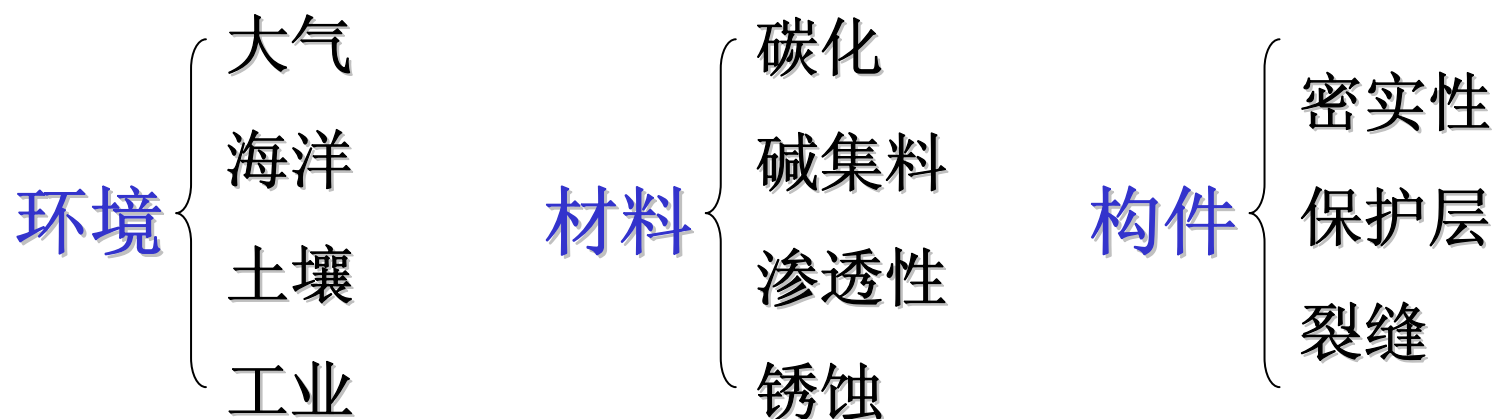 环境
大气
海洋
土壤
工业
材料
碳化
碱集料
渗透性
锈蚀
构件
密实性
保护层
裂缝